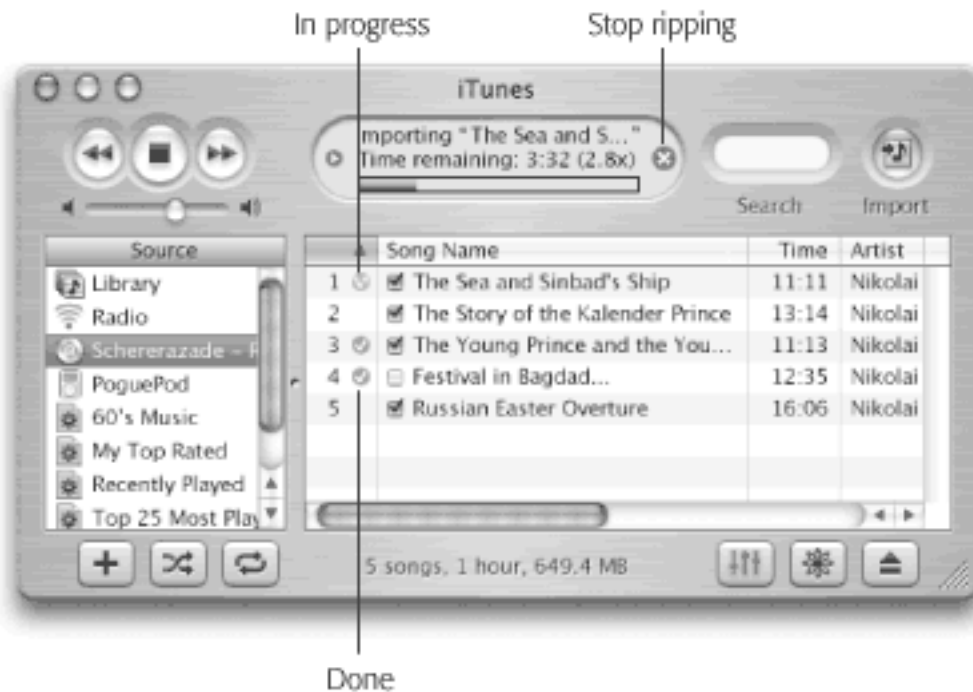 In progress
Stop ripping
iTunes
mporting "The Sea and S..."
Time remaining: 3:32 (2.8x)
Search
Import
Source
Library
Radio
Schererazade – R
PoguePod
60's Music
My Top Rated
Recently Played
Top 25 Most Play
Song Name Time Artist
1 The Sea and Sinbad's Ship 11:11 Nikolai
2 The Story of the Kalender Prince 13:14 Nikolai
3 The Young Prince and the You... 11:13 Nikolai
4 Festival in Bagdad... 12:35 Nikolai
5 Russian Easter Overture 16:06 Nikolai
5 songs, 1 hour, 649.4 MB
Done